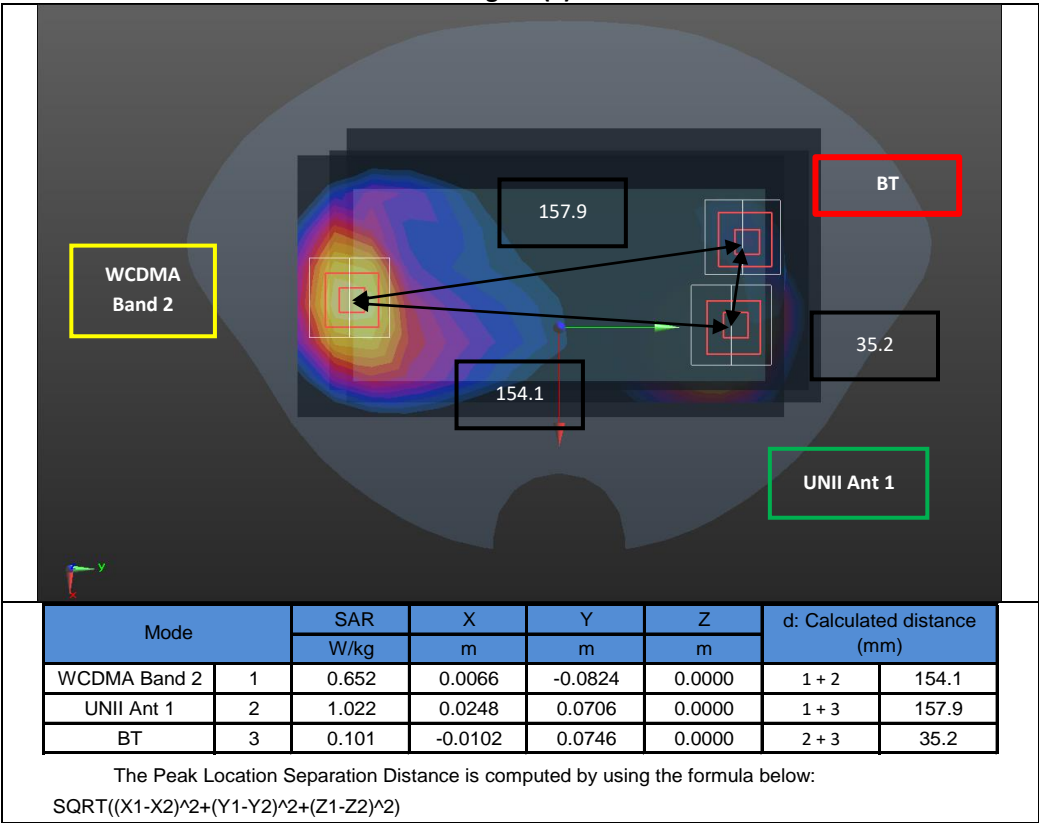 157.9
BT
WCDMA
Band 2
35.2
154.1
UNII Ant 1
y
x
Mode SAR X Y Z d: Calculated distance
W/kg m m m (mm)
WCDMA Band 2 1 0.652 0.0066 -0.0824 0.0000 1 + 2 154.1
UNII Ant 1 2 1.022 0.0248 0.0706 0.0000 1 + 3 157.9
BT 3 0.101 -0.0102 0.0746 0.0000 2 + 3 35.2
The Peak Location Separation Distance is computed by using the formula below:
SQRT((X1-X2)^2+(Y1-Y2)^2+(Z1-Z2)^2)